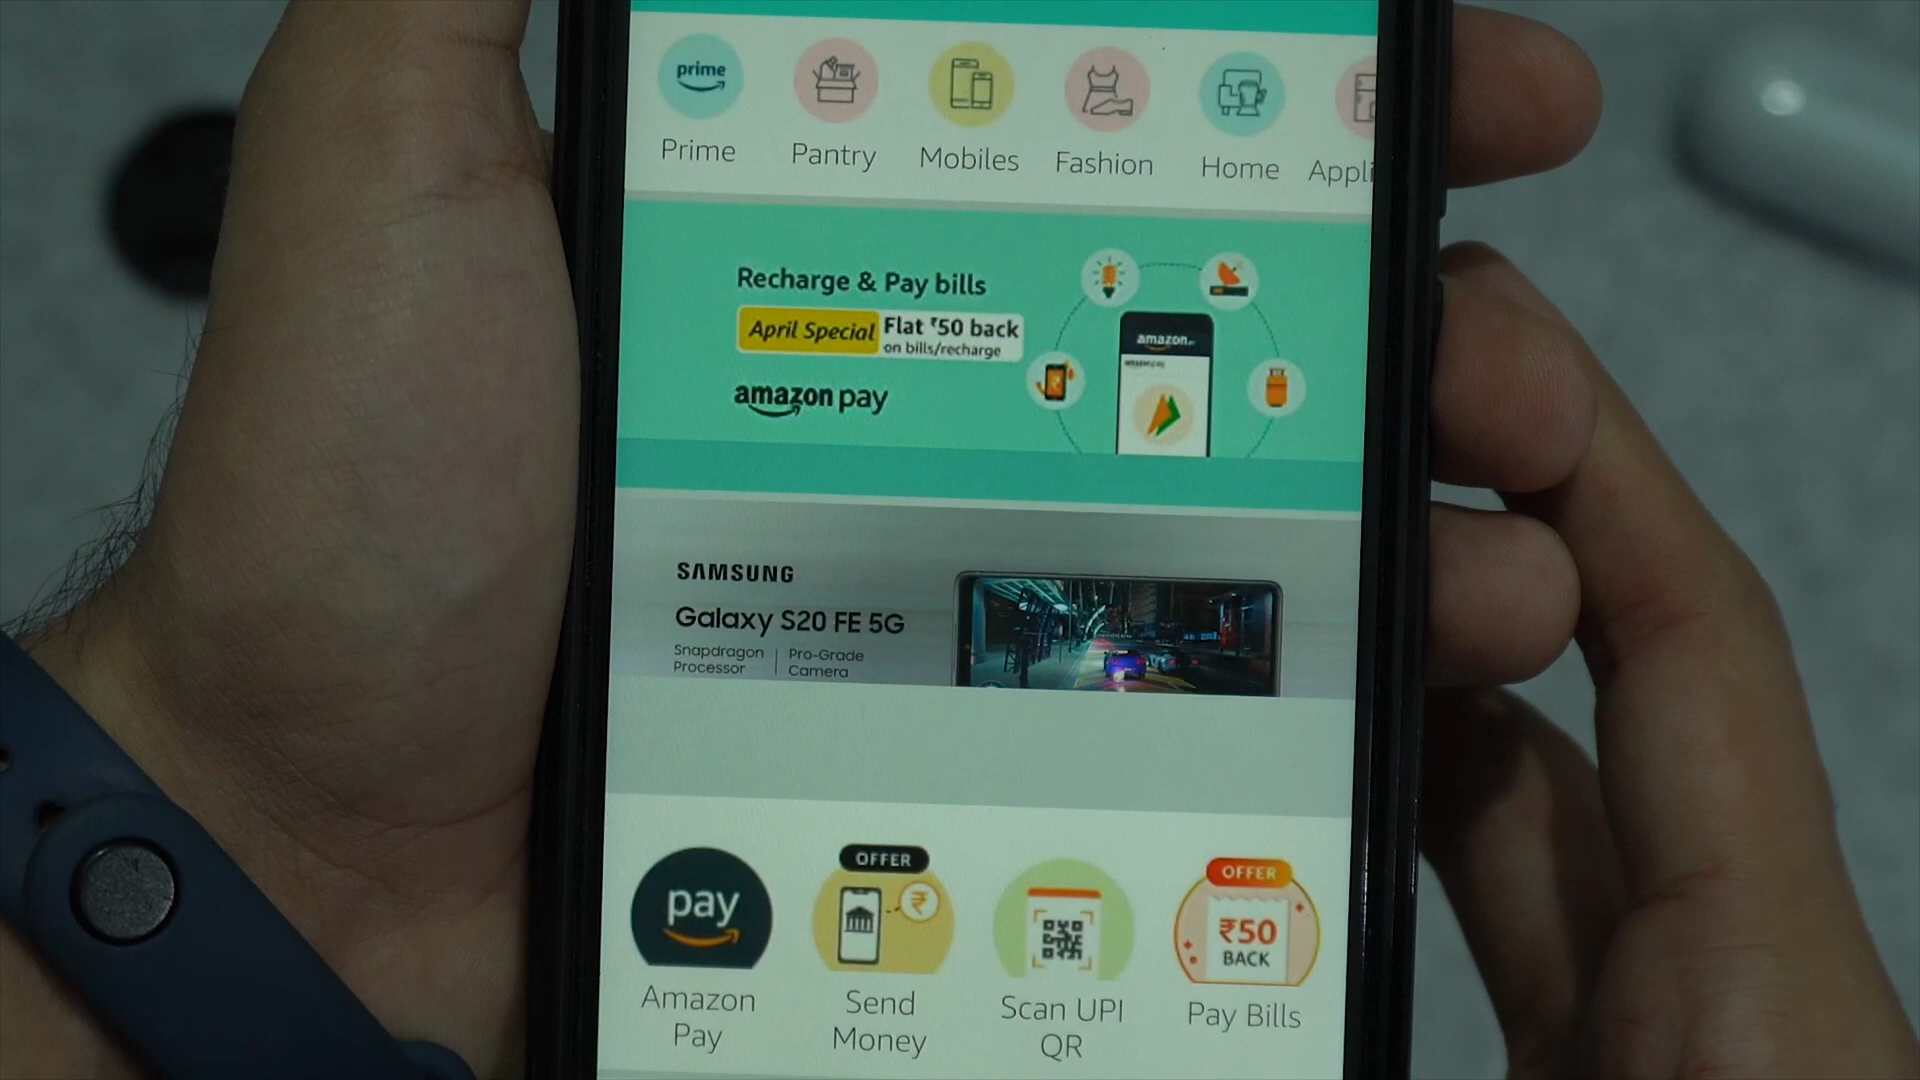 prime
Prime
Pantry
Mobiles
Fashion
Home
Appli
Recharge & Pay bills
April Special
Flat ₹50 back
on bills/recharge
amazon pay
amazon
SAMSUNG
Galaxy S20 FE 5G
Snapdragon
Processor
Pro-Grade
Camera
pay
Amazon
Pay
OFFER
Send
Money
Scan UPI
QR
OFFER
₹50
BACK
Pay Bills